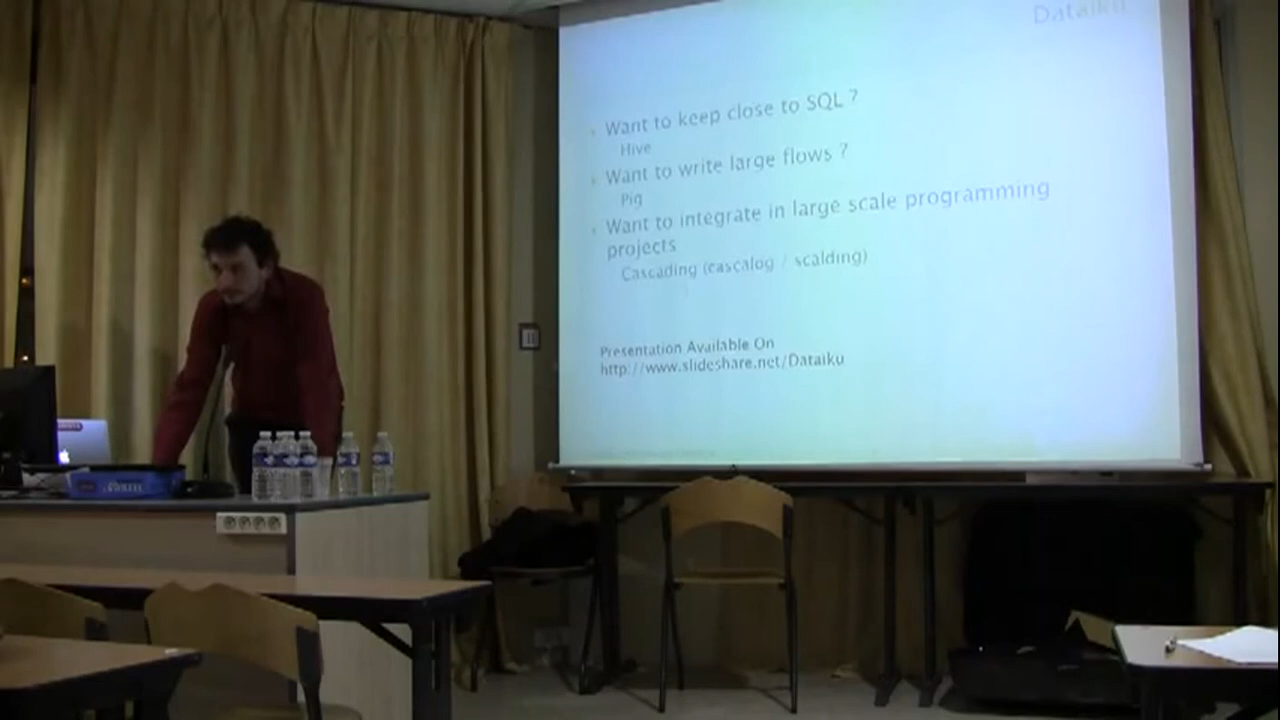 Dataiku
Want to keep close to SQL ?
Hive
Want to write large flows ?
Pig
Want to integrate in large scale programming
projects
Cascading (cascalog / scalding)
Presentation Available On
http://www.slideshare.net/Dataiku